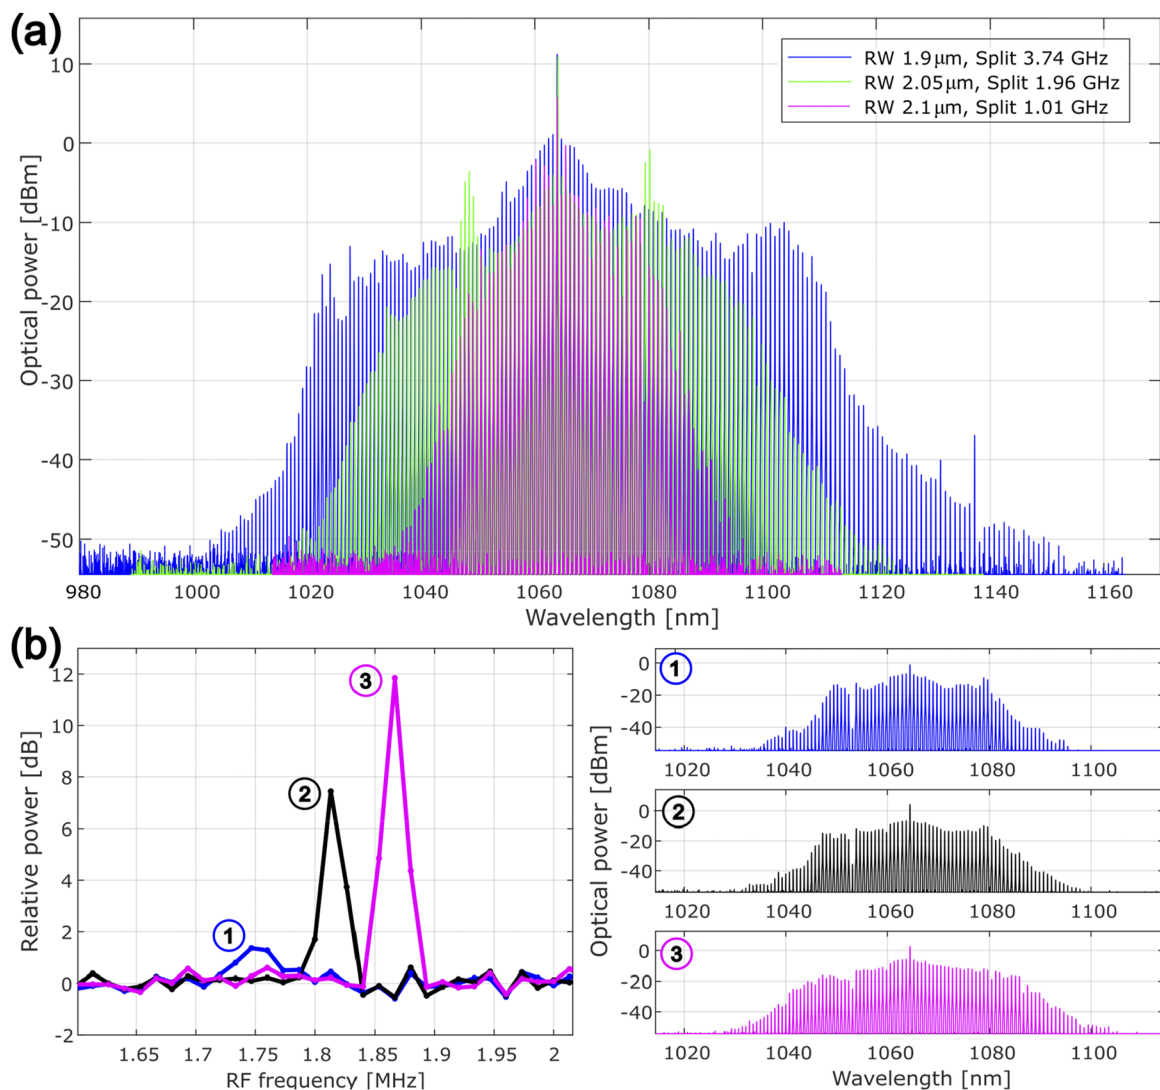 (a)
RW 1.9μm, Split 3.74 GHz
RW 2.05μm, Split 1.96 GHz
RW 2.1μm, Split 1.01 GHz
Optical power [dBm]
10
0
-10
-20
-30
-40
-50
980 1000 1020 1040 1060 1080 1100 1120 1140 1160
Wavelength [nm]
(b)
Relative power [dB]
12
10
8
6
4
2
0
-2
1
2
3
1.65 1.7 1.75 1.8 1.85 1.9 1.95 2
RF frequency [MHz]
Optical power [dBm]
1
0
-20
-40
1020 1040 1060 1080 1100
2
0
-20
-40
1020 1040 1060 1080 1100
3
0
-20
-40
1020 1040 1060 1080 1100
Wavelength [nm]